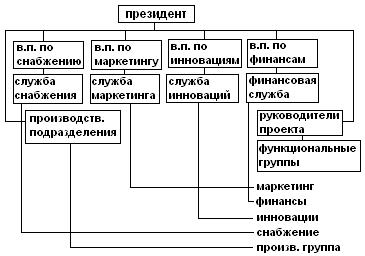 президент
в.п. по
снабжению
в.п. по
маркетингу
в.п. по
инновациям
в.п. по
финансам
служба
снабжения
служба
маркетинга
служба
инноваций
финансовая
служба
производств.
подразделения
руководители
проекта
функциональные
группы
маркетинг
финансы
инновации
снабжение
произв. группа